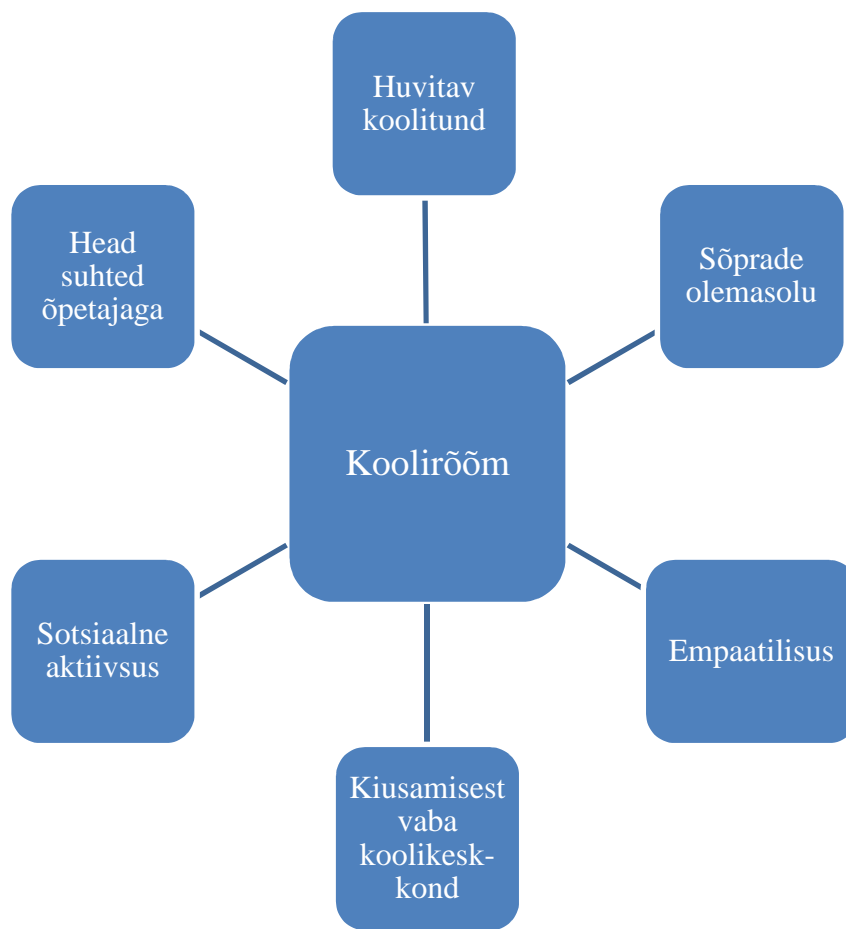 Huvitav
koolitund
Head
suhted
õpetajaga
Sõprade
olemasolu
Koolirõõm
Sotsiaalne
aktiivsus
Empaatilisus
Kiusamisest
vaba
koolikesk-
kond